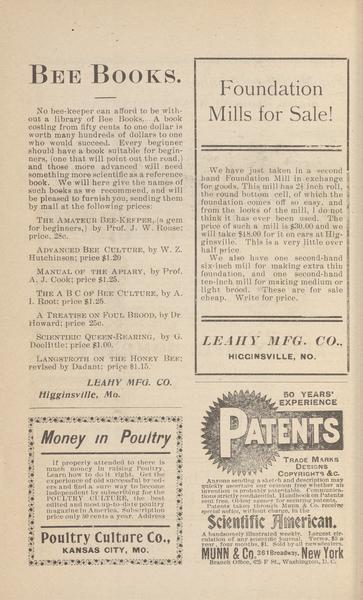 BEE BOOKS.
No bee-keeper can afford to be with-
out a library of Bee Books. A book
costing from fifty cents to one dollar is
worth many hundreds of dollars to one
who would succeed. Every beginner
should have a book suitable for begin-
ners, (one that will point out the road,)
and those more advanced will need
something more scientific as a reference
book. We will here give the names of
such books as we recommend, and will
be pleased to furnish you, sending them
by mail at the following prices:
THE AMATEUR BEE-KEEPER, (a gem
for beginners,) by Prof. J. W. Rouse;
price, 28c.
ADVANCED BEE CULTURE, by W. Z.
Hutchinson; price $1.20
MANUAL OF THE APIARY, by Prof.
A. J. Cook; price $1.25.
THE A B C OF BEE CULTURE, by A.
I. Root; price $1.25.
A TREATISE ON FOUL BROOD, by Dr.
Howard; price 25c.
SCIENTIFIC QUEEN-REARING, by G.
Doolittle; price $1.00.
LANGSTROTH ON THE HONEY BEE;
revised by Dadant; price $1.15.
LEAHY MFG. CO.
Higginsville, Mo.
Money in Poultry
If properly attended to there is
much money in raising Poultry.
Learn how to do it right. Get the
experience of old successful breed-
ers and find a sure way to become
independent by subscribing for the
POULTRY CULTURE, the best
edited and most up-to-date poultry
magazine in America. Subscription
price only 50 cents a year. Address
Poultry Culture Co.,
KANSAS CITY, MO.
Foundation
Mills for Sale!
We have just taken in a second
hand Foundation Mill in exchange
for goods. This mill has 2½ inch roll,
the round bottom cell, of which the
foundation comes off so easy, and
from the looks of the mill, I do not
think it has ever been used. The
price of such a mill is $30.00 and we
will take $18.00 for it on cars at Hig-
ginsville. This is a very little over
half price.
We also have one second-hand
six-inch mill for making extra thin
foundation, and one second-hand
ten-inch mill for making medium or
light brood. These are for sale
cheap. Write for price.
LEAHY MFG. CO.,
HIGGINSVILLE, NO.
50 YEARS'
EXPERIENCE
PATENTS
TRADE MARKS
DESIGNS
COPYRIGHTS &C.
Anyone sending a sketch and description may
quickly ascertain our opinion free whether an
invention is probably patentable. Communica-
tions strictly confidential. Handbook on Patents
sent free. Oldest agency for securing patents.
Patents taken through Munn & Co. receive
special notice, without charge, in the
Scientific American.
A handsomely illustrated weekly. Largest cir-
culation of any scientific journal. Terms, $3 a
year; four months, $1. Sold by all newsdealers.
MUNN & Co. 361 Broadway, New York
Branch Office, 625 F St., Washington, D. C.